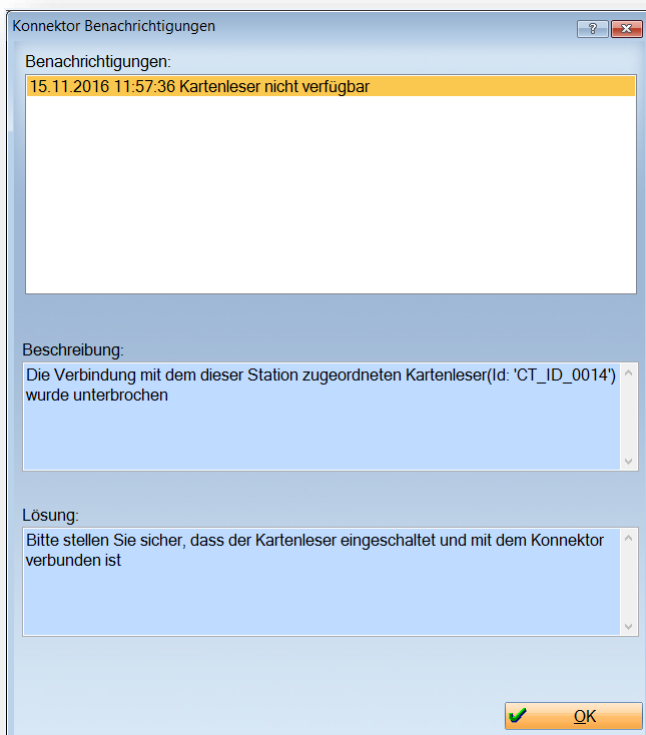 Konnektor Benachrichtigungen
?
Benachrichtigungen:
15.11.2016 11:57:36 Kartenleser nicht verfügbar
Beschreibung:
Die Verbindung mit dem dieser Station zugeordneten Kartenleser(Id: 'CT_ID_0014')
wurde unterbrochen
Lösung:
Bitte stellen Sie sicher, dass der Kartenleser eingeschaltet und mit dem Konnektor
verbunden ist
OK